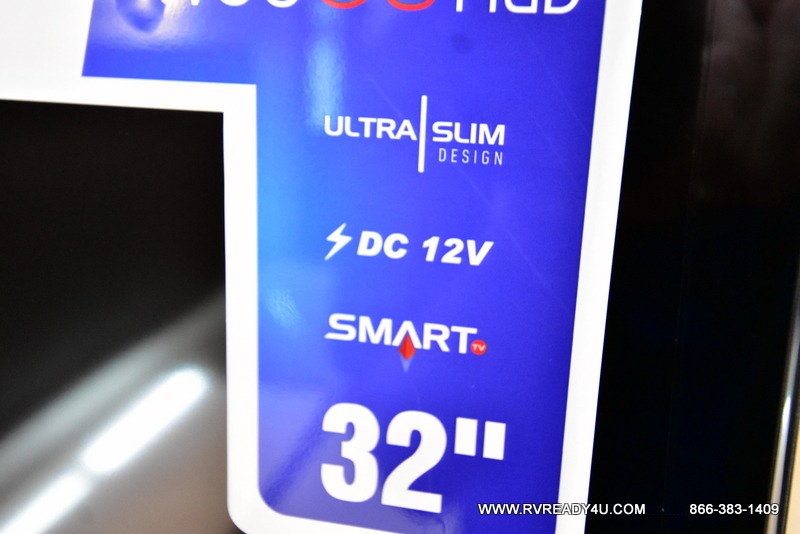 ULTRA SLIM
DESIGN
DC 12V
SMART TV
32"
WWW.RVREADY4U.COM 866-383-1409